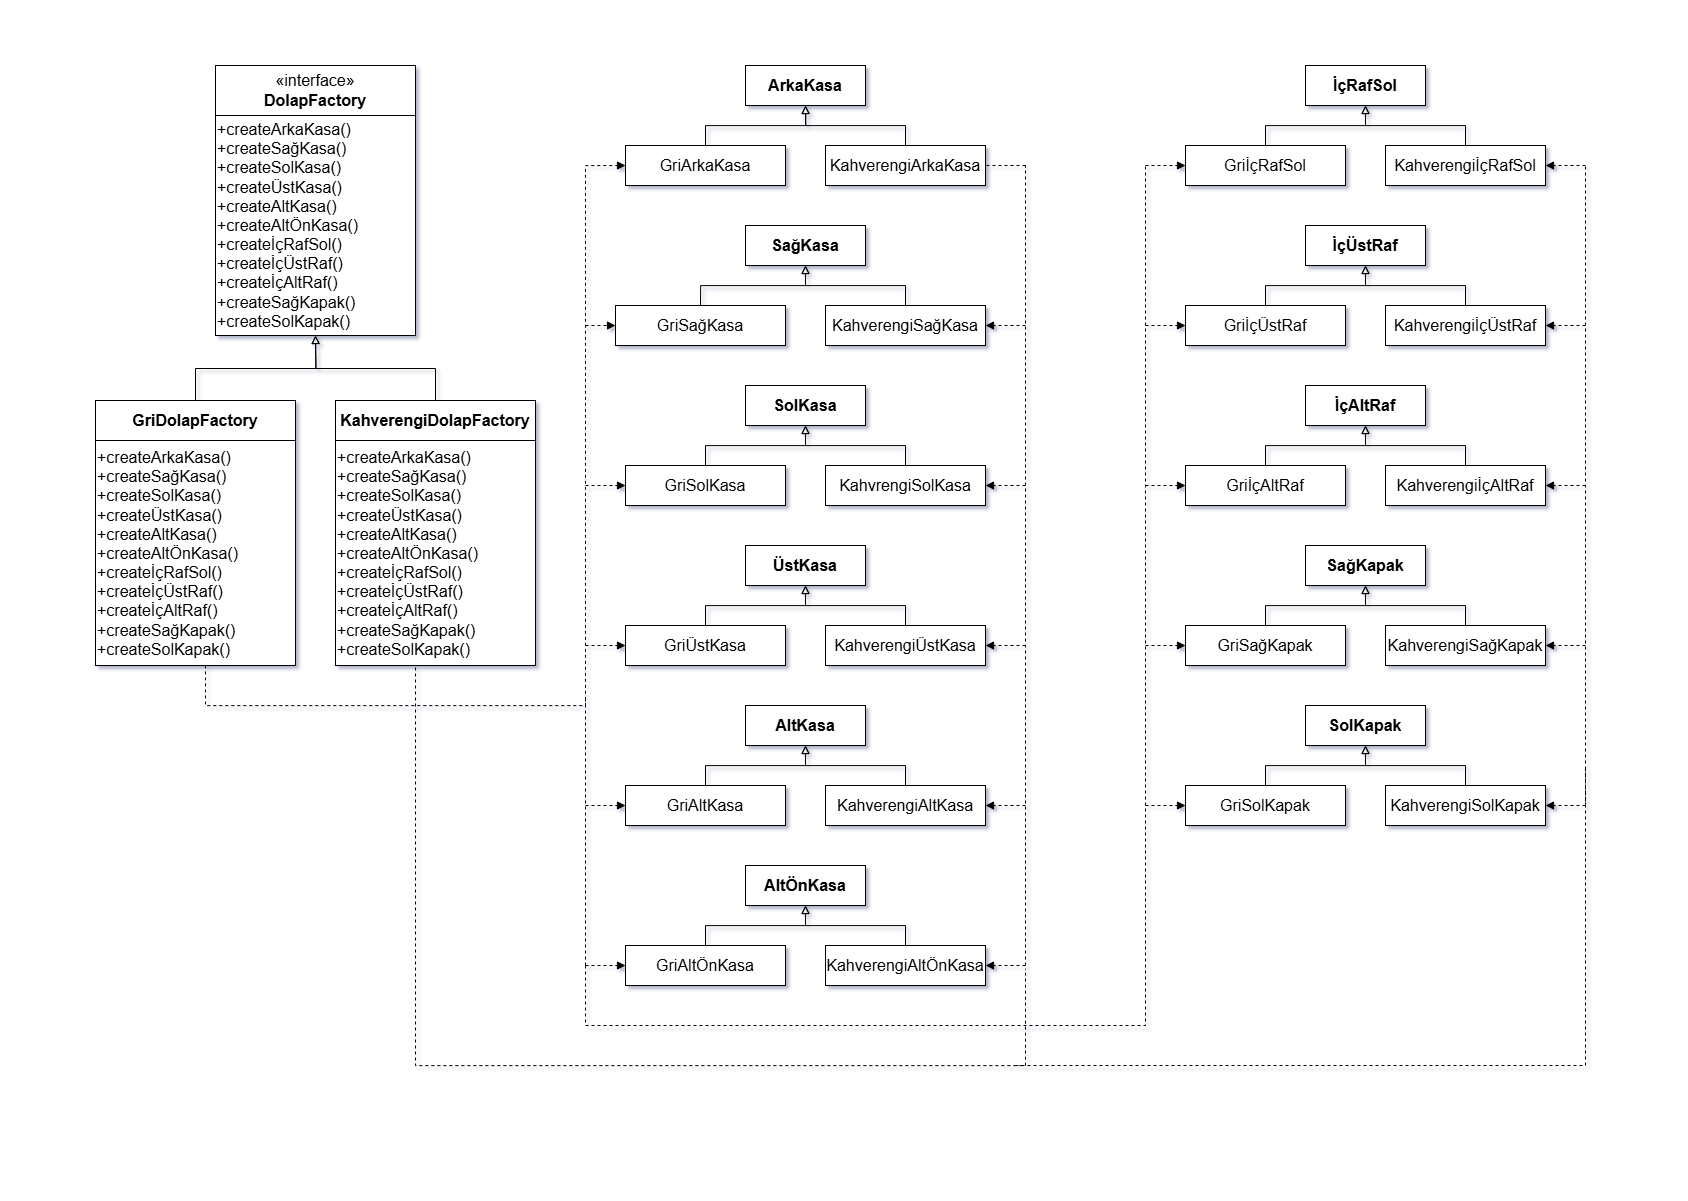 «interface»
DolapFactory
+createArkaKasa()
+createSağKasa()
+createSolKasa()
+createÜstKasa()
+createAltKasa()
+createAltÖnKasa()
+createİçRafSol()
+createİçÜstRaf()
+createİçAltRaf()
+createSağKapak()
+createSolKapak()
GriDolapFactory
+createArkaKasa()
+createSağKasa()
+createSolKasa()
+createÜstKasa()
+createAltKasa()
+createAltÖnKasa()
+createİçRafSol()
+createİçÜstRaf()
+createİçAltRaf()
+createSağKapak()
+createSolKapak()
KahverengiDolapFactory
+createArkaKasa()
+createSağKasa()
+createSolKasa()
+createÜstKasa()
+createAltKasa()
+createAltÖnKasa()
+createİçRafSol()
+createİçÜstRaf()
+createİçAltRaf()
+createSağKapak()
+createSolKapak()
ArkaKasa
GriArkaKasa
KahverengiArkaKasa
SağKasa
GriSağKasa
KahverengiSağKasa
SolKasa
GriSolKasa
KahvrengiSolKasa
ÜstKasa
GriÜstKasa
KahverengiÜstKasa
AltKasa
GriAltKasa
KahverengiAltKasa
AltÖnKasa
GriAltÖnKasa
KahverengiAltÖnKasa
İçRafSol
GriİçRafSol
KahverengiİçRafSol
İçÜstRaf
GriİçÜstRaf
KahverengiİçÜstRaf
İçAltRaf
GriİçAltRaf
KahverengiİçAltRaf
SağKapak
GriSağKapak
KahverengiSağKapak
SolKapak
GriSolKapak
KahverengiSolKapak